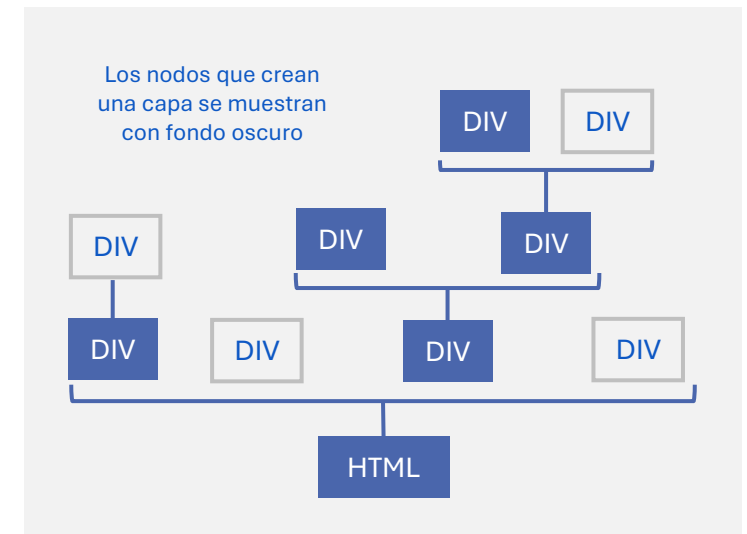 Los nodos que crean
una capa se muestran
con fondo oscuro
DIV
DIV
DIV
DIV
DIV
DIV
DIV
DIV
DIV
HTML